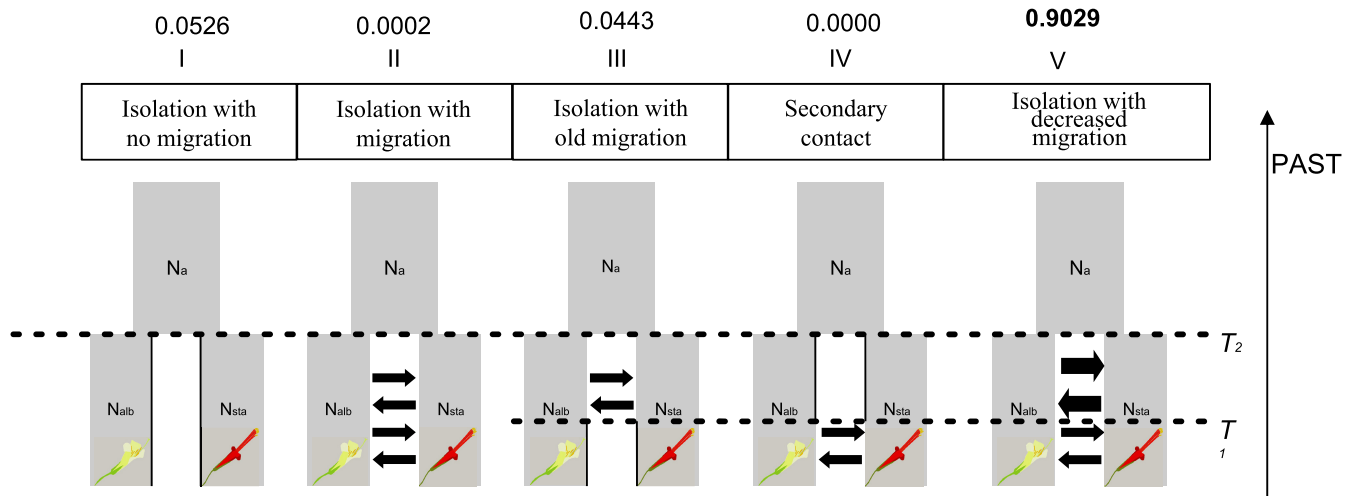 0.0526 0.0002 0.0443 0.0000 0.9029
I II III IV V
Isolation with no migration
Isolation with migration
Isolation with old migration
Secondary contact
Isolation with decreased migration
PAST
Na Na Na Na Na
T2
Nalb Nsta Nalb Nsta Nalb Nsta Nalb Nsta Nalb Nsta
T1